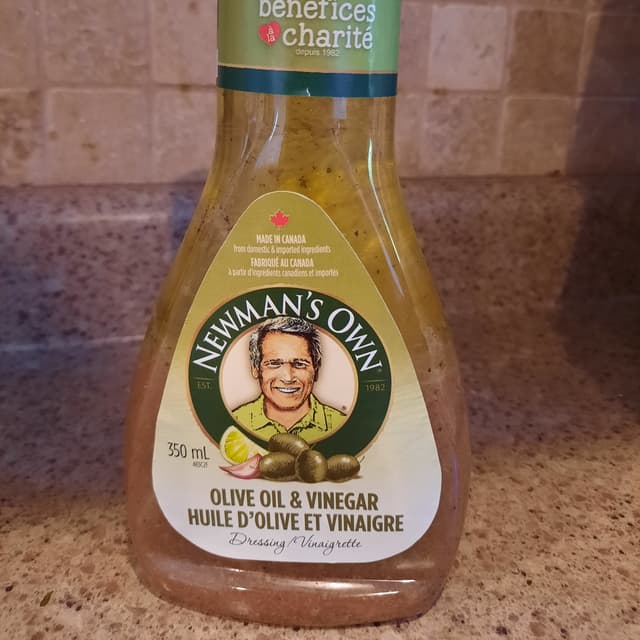 bénéfices
à la charité
depuis 1982
MADE IN CANADA
from domestic & imported ingredients
FABRIQUÉ AU CANADA
à partir d'ingrédients canadiens et importés
NEWMAN'S OWN
EST. 1982
350 mL
OLIVE OIL & VINEGAR
HUILE D'OLIVE ET VINAIGRE
Dressing/Vinaigrette